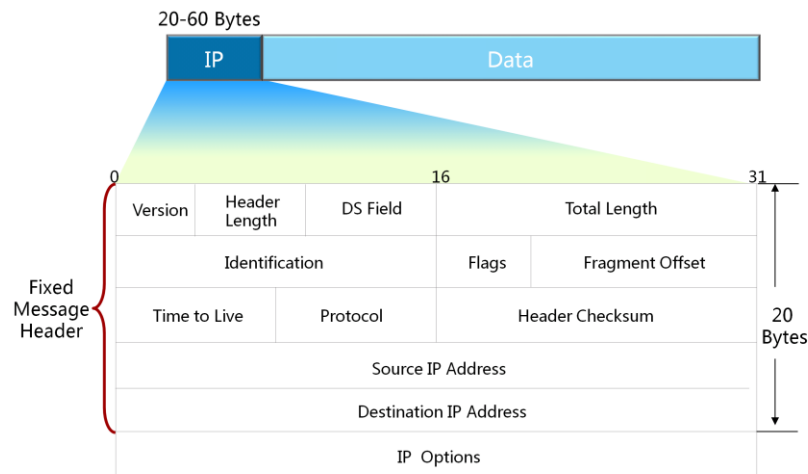 20-60 Bytes
IP Data
0 16 31
Version Header Length DS Field Total Length
Identification Flags Fragment Offset
Fixed Message Header
Time to Live Protocol Header Checksum
20 Bytes
Source IP Address
Destination IP Address
IP Options